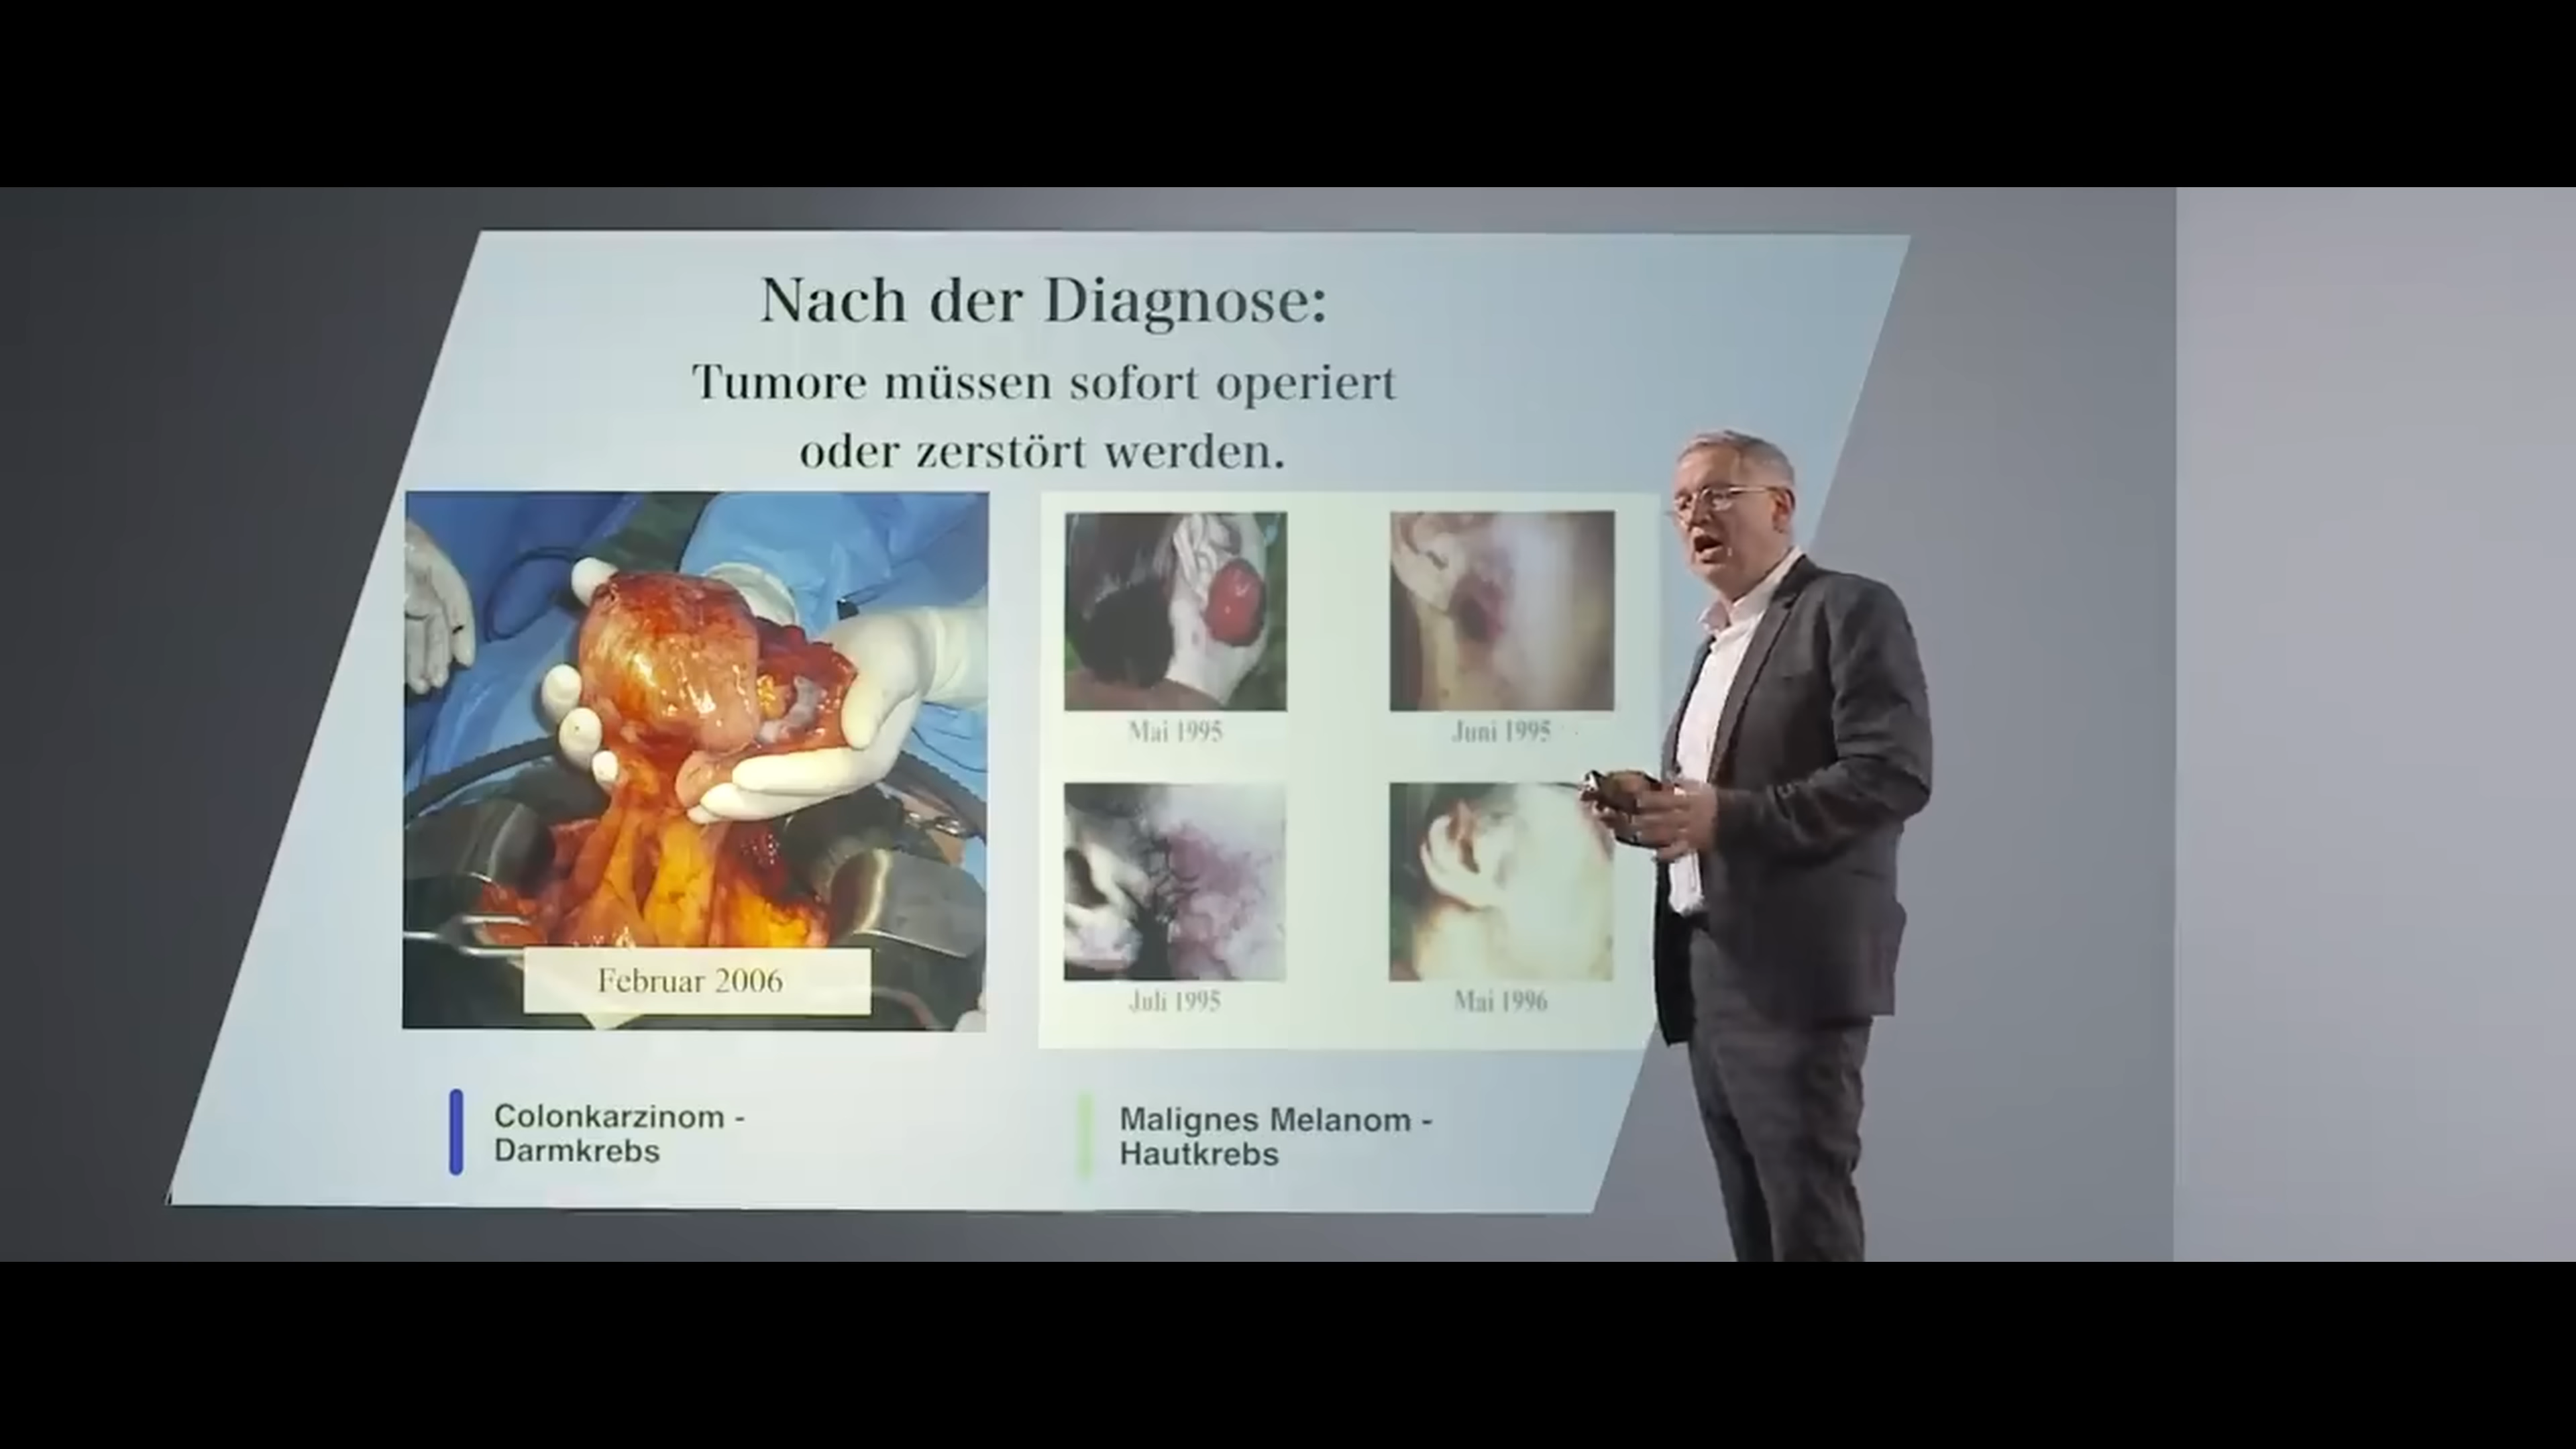 Nach der Diagnose:
Tumore müssen sofort operiert
oder zerstört werden.
Mai 1995
Juni 1995
Juli 1995
Mai 1996
Februar 2006
Colonkarzinom -
Darmkrebs
Malignes Melanom -
Hautkrebs